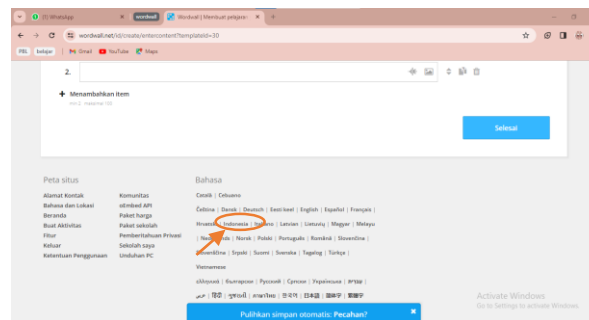 (1) WhatsApp
wordwall
Wordwall | Membuat pelajaran
wordwall.net/id/create/entercontent?templateId=30
PBL
belajar
Gmail
YouTube
Maps
2.
+ Menambahkan item
min 2 maksimal 100
Selesai
Peta situs
Alamat Kontak
Bahasa dan Lokasi
Beranda
Buat Aktivitas
Fitur
Keluar
Ketentuan Penggunaan
Komunitas
oEmbed API
Paket harga
Paket sekolah
Pemberitahuan Privasi
Sekolah saya
Unduhan PC
Bahasa
Català | Cebuano
Čeština | Dansk | Deutsch | Eesti keel | English | Español | Français |
Hrvatski | Indonesia | Italiano | Latvian | Lietuvių | Magyar | Melayu
| Nederlands | Norsk | Polski | Português | Română | Slovenčina |
Slovenščina | Srpski | Suomi | Svenska | Tagalog | Türkçe |
Vietnamese
ελληνικά | български | Русский | Српски | Українська | עברית |
عربى | हिंदी | ગુજરાતી | ภาษาไทย | 한국어 | 日本語 | 简体字 | 繁體字
Activate Windows
Go to Settings to activate Windows.
Pulihkan simpan otomatis: Pecahan?